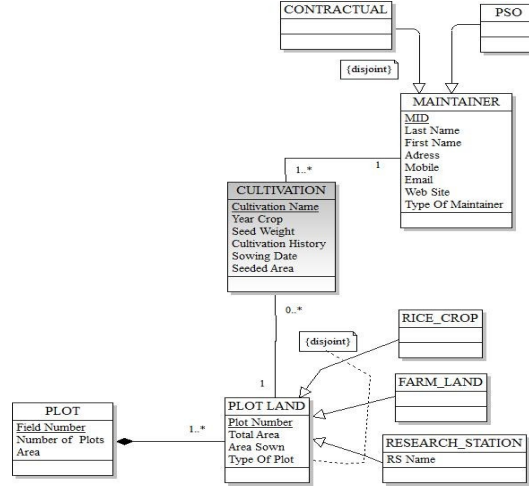 CONTRACTUAL
PSO
{disjoint}
MAINTAINER
MID
Last Name
First Name
Adress
Mobile
Email
Web Site
Type Of Maintainer
1
1..*
CULTIVATION
Cultivation Name
Year Crop
Seed Weight
Cultivation History
Sowing Date
Seeded Area
0..*
{disjoint}
RICE_CROP
1
FARM_LAND
PLOT
Field Number
Number of Plots
Area
1..*
PLOT LAND
Plot Number
Total Area
Area Sown
Type Of Plot
RESEARCH_STATION
RS Name